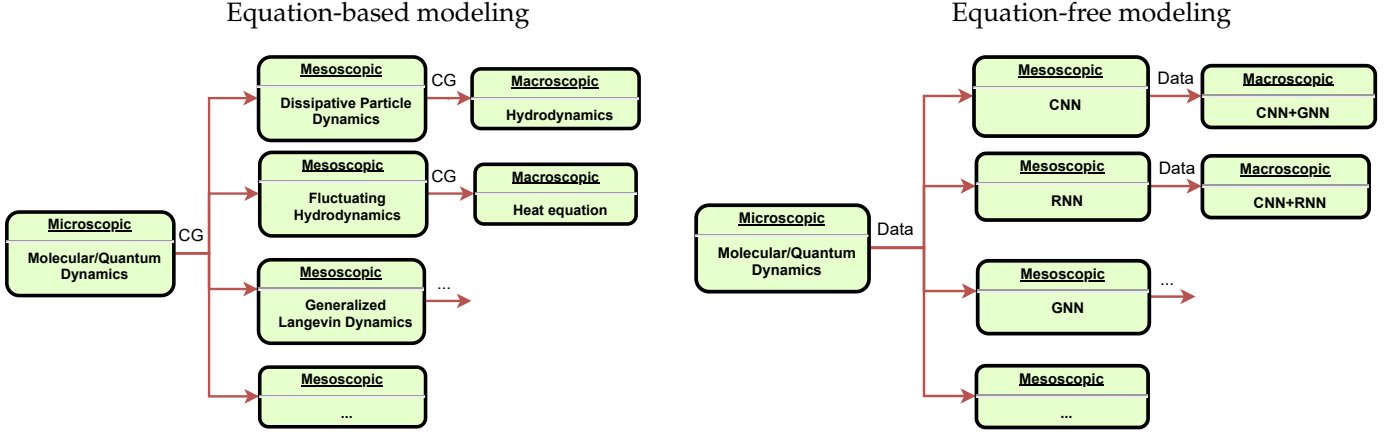 Equation-based modeling
Microscopic
Molecular/Quantum
Dynamics
CG
Mesoscopic
Dissipative Particle
Dynamics
CG
Macroscopic
Hydrodynamics
Mesoscopic
Fluctuating
Hydrodynamics
CG
Macroscopic
Heat equation
Mesoscopic
Generalized
Langevin Dynamics
...
Mesoscopic
...
Equation-free modeling
Microscopic
Molecular/Quantum
Dynamics
Data
Mesoscopic
CNN
Data
Macroscopic
CNN+GNN
Mesoscopic
RNN
Data
Macroscopic
CNN+RNN
Mesoscopic
GNN
...
Mesoscopic
...